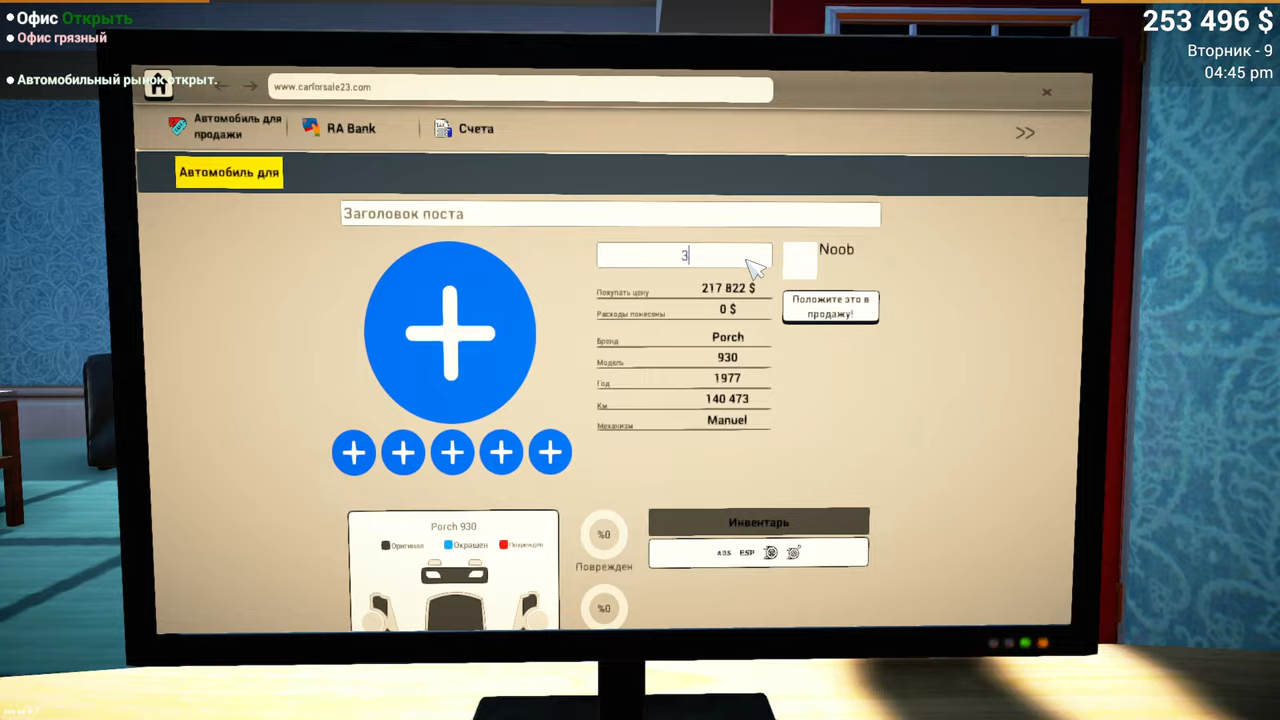 Офис Открыть
Офис грязный
Автомобильный рынок открыт.
253 496 $
Вторник - 9
04:45 pm
www.carforsale23.com
Автомобиль для
продажи
RA Bank
Счета
>>
Автомобиль для
Заголовок поста
3
Noob
Покупать цену 217 822 $
Расходы понесены 0 $
Положите это в
продажу!
Бренд Porch
Модель 930
Год 1977
Км 140 473
Механизм Manuel
Porch 930
Оригинал Окрашен Поврежден
%0
Поврежден
%0
Инвентарь
ABS ESP